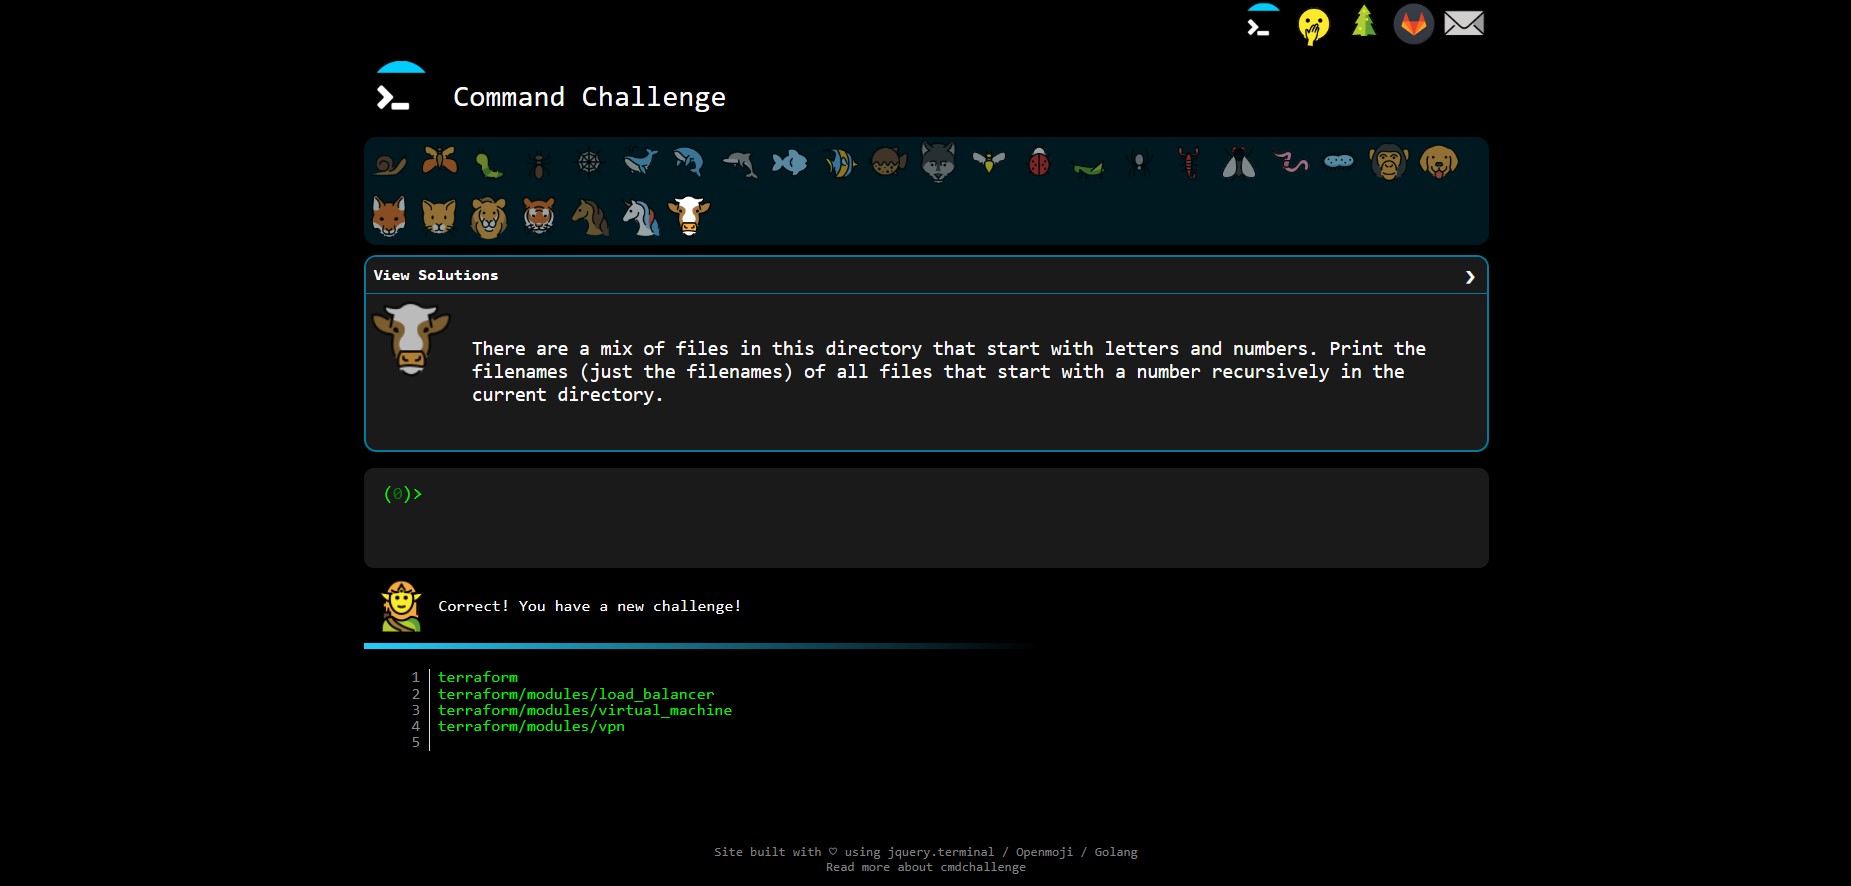 Command Challenge
View Solutions
There are a mix of files in this directory that start with letters and numbers. Print the
filenames (just the filenames) of all files that start with a number recursively in the
current directory.
(0)>
Correct! You have a new challenge!
1 terraform
2 terraform/modules/load_balancer
3 terraform/modules/virtual_machine
4 terraform/modules/vpn
5
Site built with ♡ using jquery.terminal / Openmoji / Golang
Read more about cmdchallenge